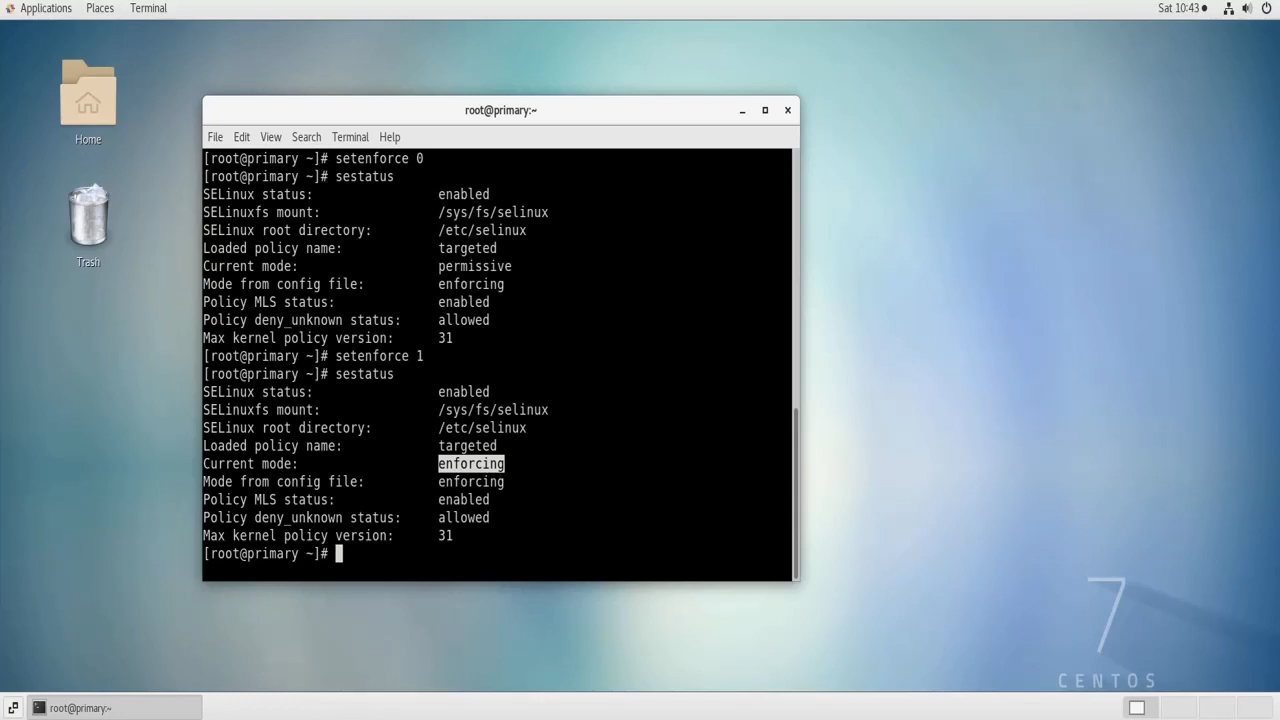 Applications Places Terminal Sat 10:43
Home
Trash
root@primary:~
File Edit View Search Terminal Help
[root@primary ~]# setenforce 0
[root@primary ~]# sestatus
SELinux status: enabled
SELinuxfs mount: /sys/fs/selinux
SELinux root directory: /etc/selinux
Loaded policy name: targeted
Current mode: permissive
Mode from config file: enforcing
Policy MLS status: enabled
Policy deny_unknown status: allowed
Max kernel policy version: 31
[root@primary ~]# setenforce 1
[root@primary ~]# sestatus
SELinux status: enabled
SELinuxfs mount: /sys/fs/selinux
SELinux root directory: /etc/selinux
Loaded policy name: targeted
Current mode: enforcing
Mode from config file: enforcing
Policy MLS status: enabled
Policy deny_unknown status: allowed
Max kernel policy version: 31
[root@primary ~]#
7
CENTOS
root@primary:~